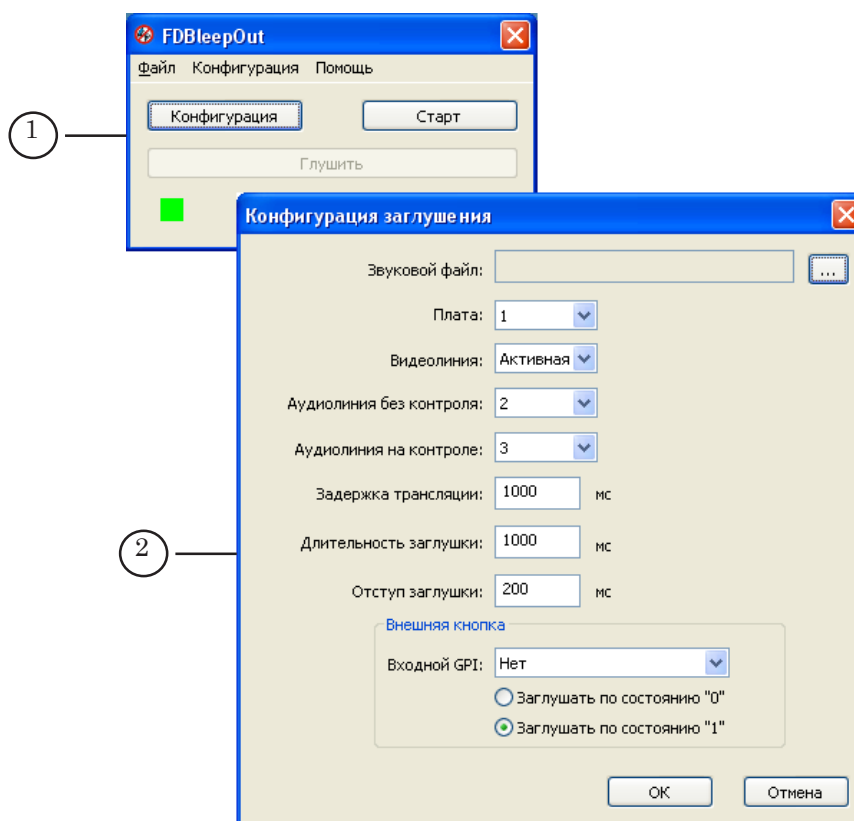 FDBleepOut
Файл Конфигурация Помощь
Конфигурация Старт
1
Глушить
Конфигурация заглушения
Звуковой файл: ...
Плата: 1
Видеолиния: Активная
Аудиолиния без контроля: 2
Аудиолиния на контроле: 3
Задержка трансляции: 1000 мс
2
Длительность заглушки: 1000 мс
Отступ заглушки: 200 мс
Внешняя кнопка
Входной GPI: Нет
Заглушать по состоянию "0"
Заглушать по состоянию "1"
ОК Отмена